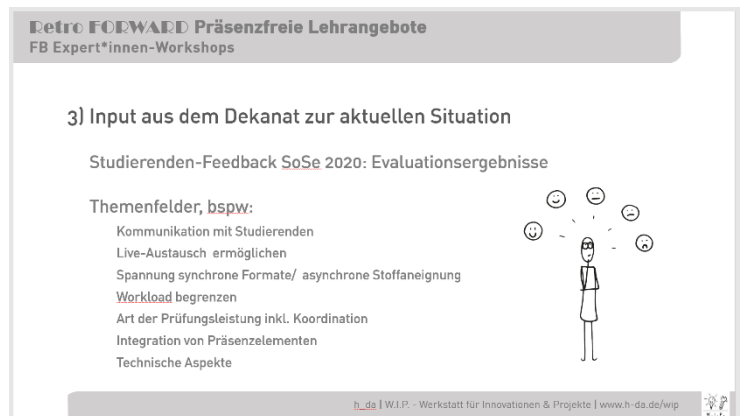 Retro FORWARD Präsenzfreie Lehrangebote
FB Expert*innen-Workshops
3) Input aus dem Dekanat zur aktuellen Situation
Studierenden-Feedback SoSe 2020: Evaluationsergebnisse
Themenfelder, bspw:
Kommunikation mit Studierenden
Live-Austausch ermöglichen
Spannung synchrone Formate/ asynchrone Stoffaneignung
Workload begrenzen
Art der Prüfungsleistung inkl. Koordination
Integration von Präsenzelementen
Technische Aspekte
h_da | W.I.P. - Werkstatt für Innovationen & Projekte | www.h-da.de/wip